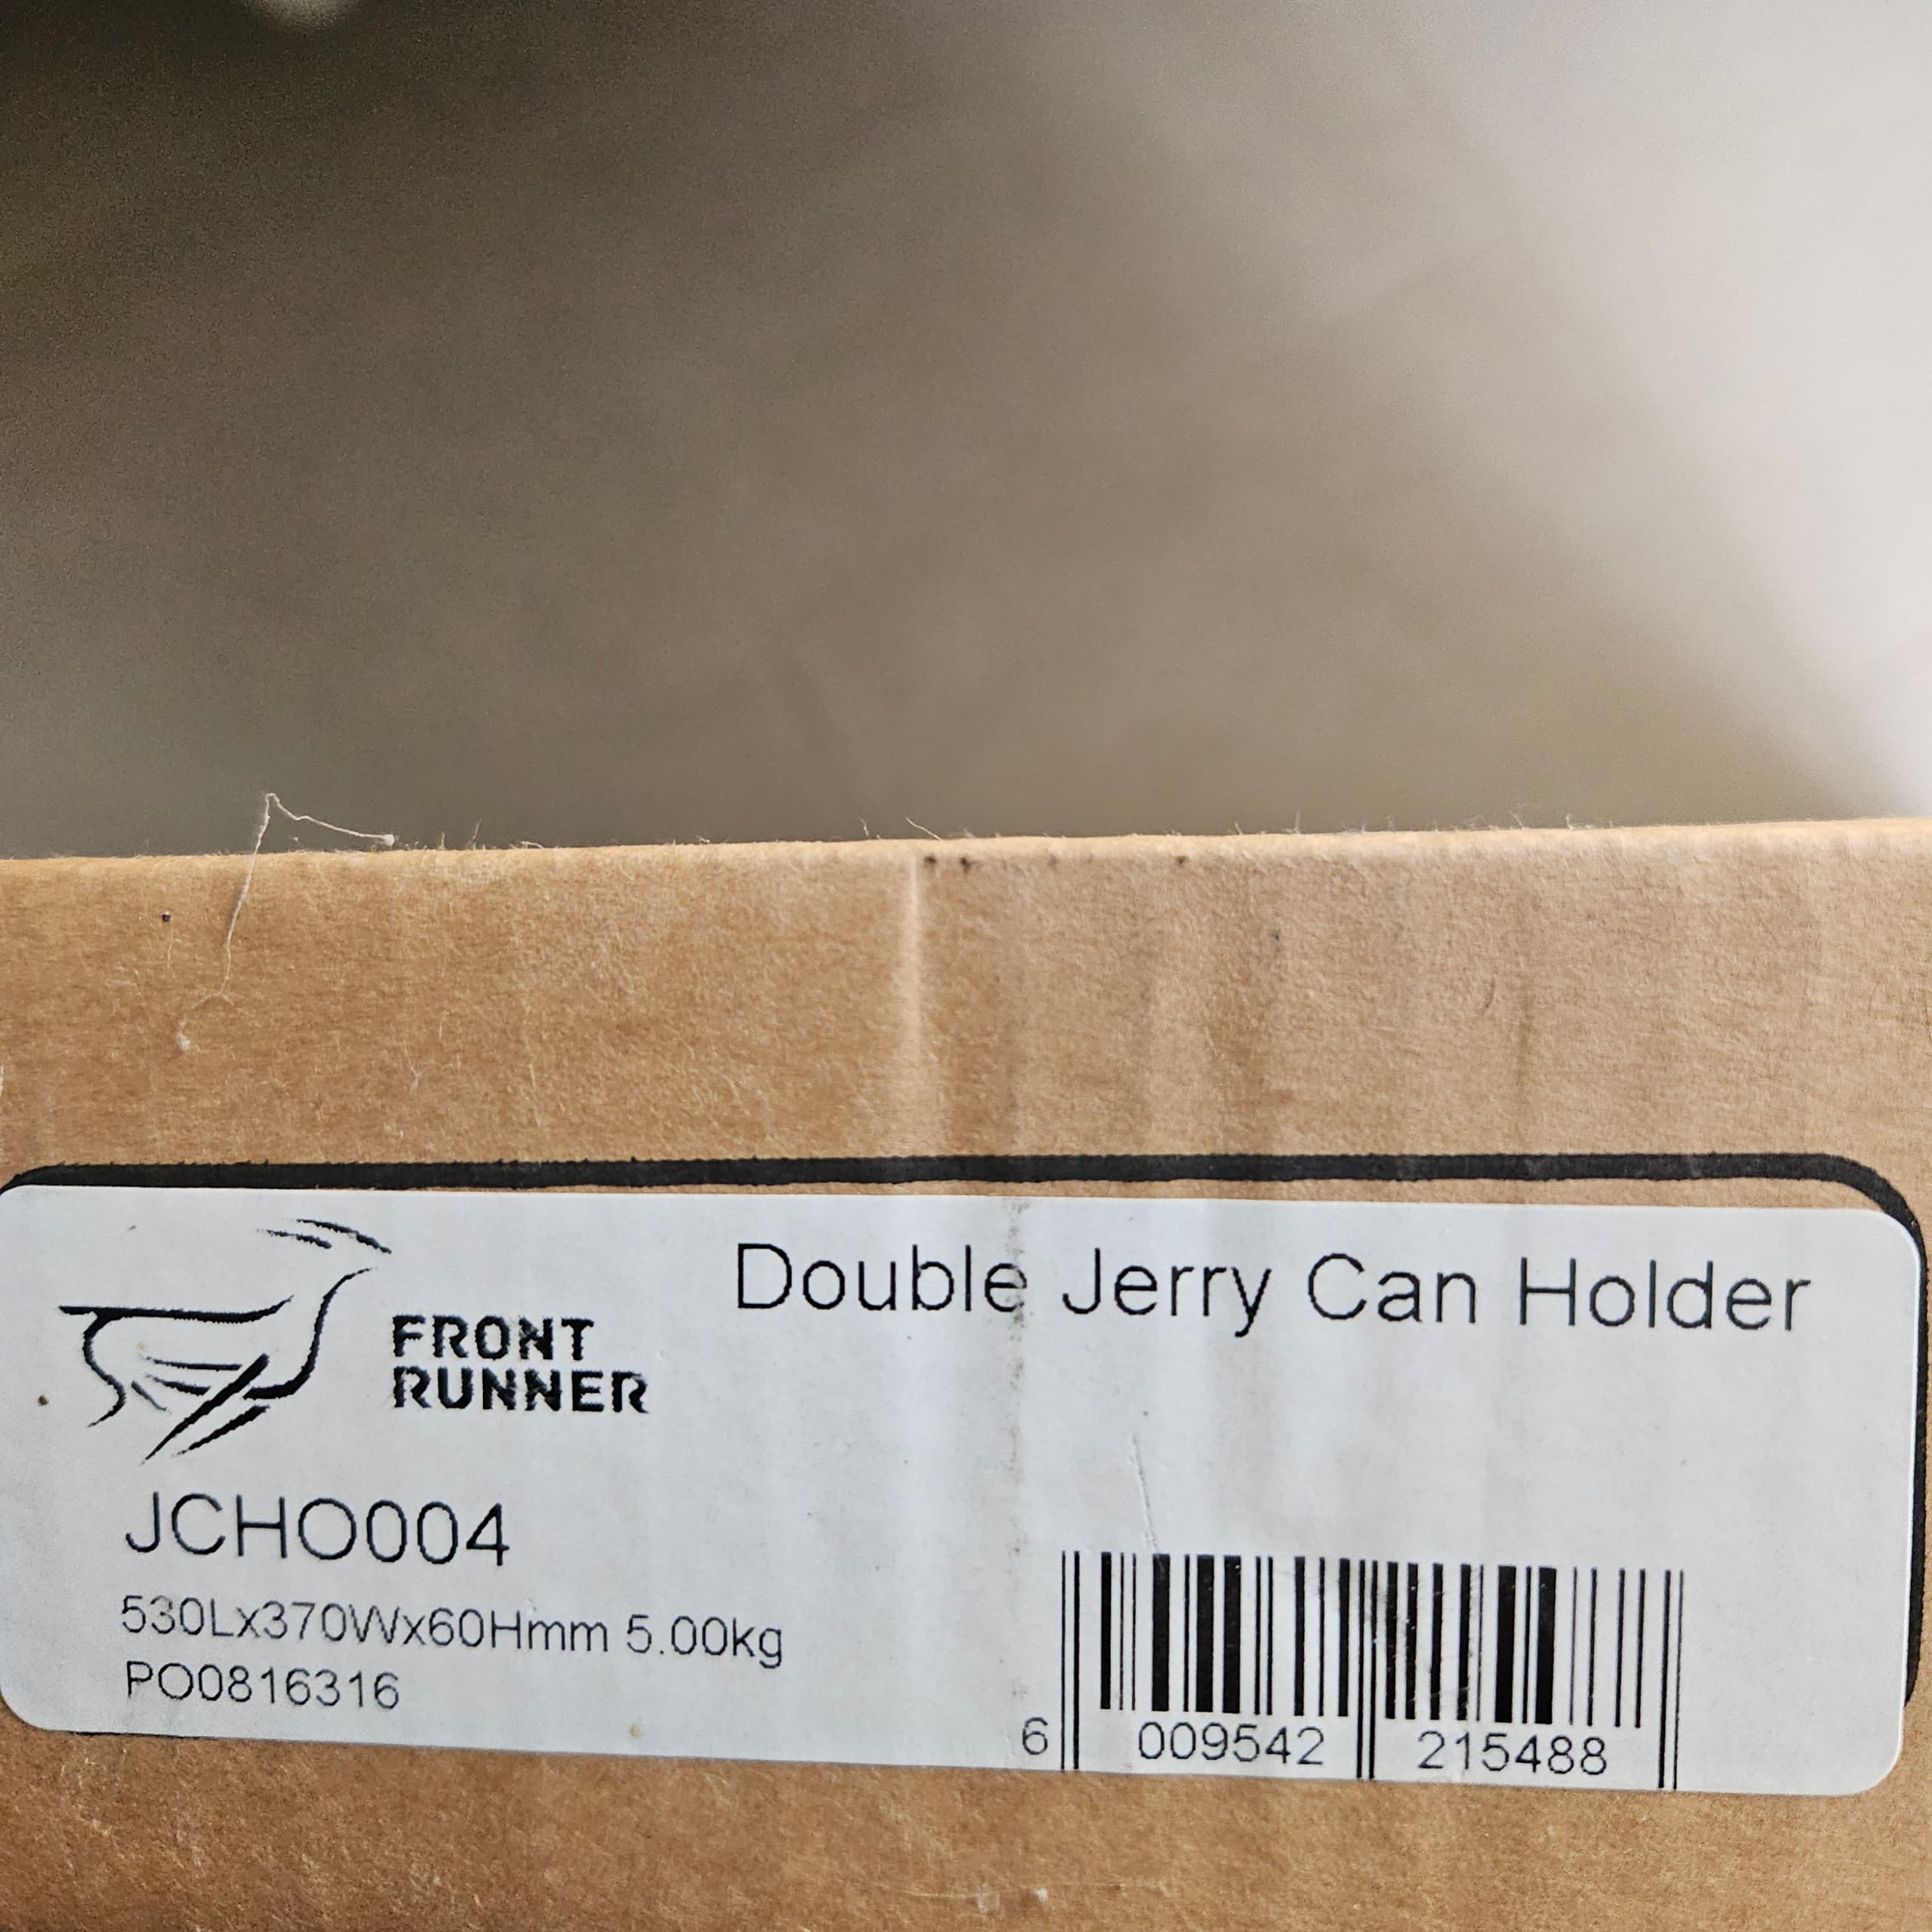 FRONT
RUNNER
Double Jerry Can Holder
JCHO004
530Lx370Wx60Hmm 5.00kg
PO0816316
6 009542 215488